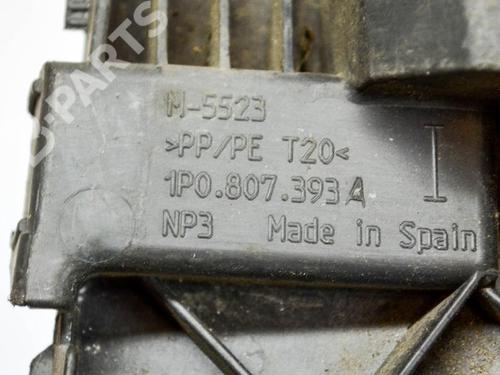 M-5523
>PP/PE T20<
1P0.807.393 A
NP3 Made in Spain